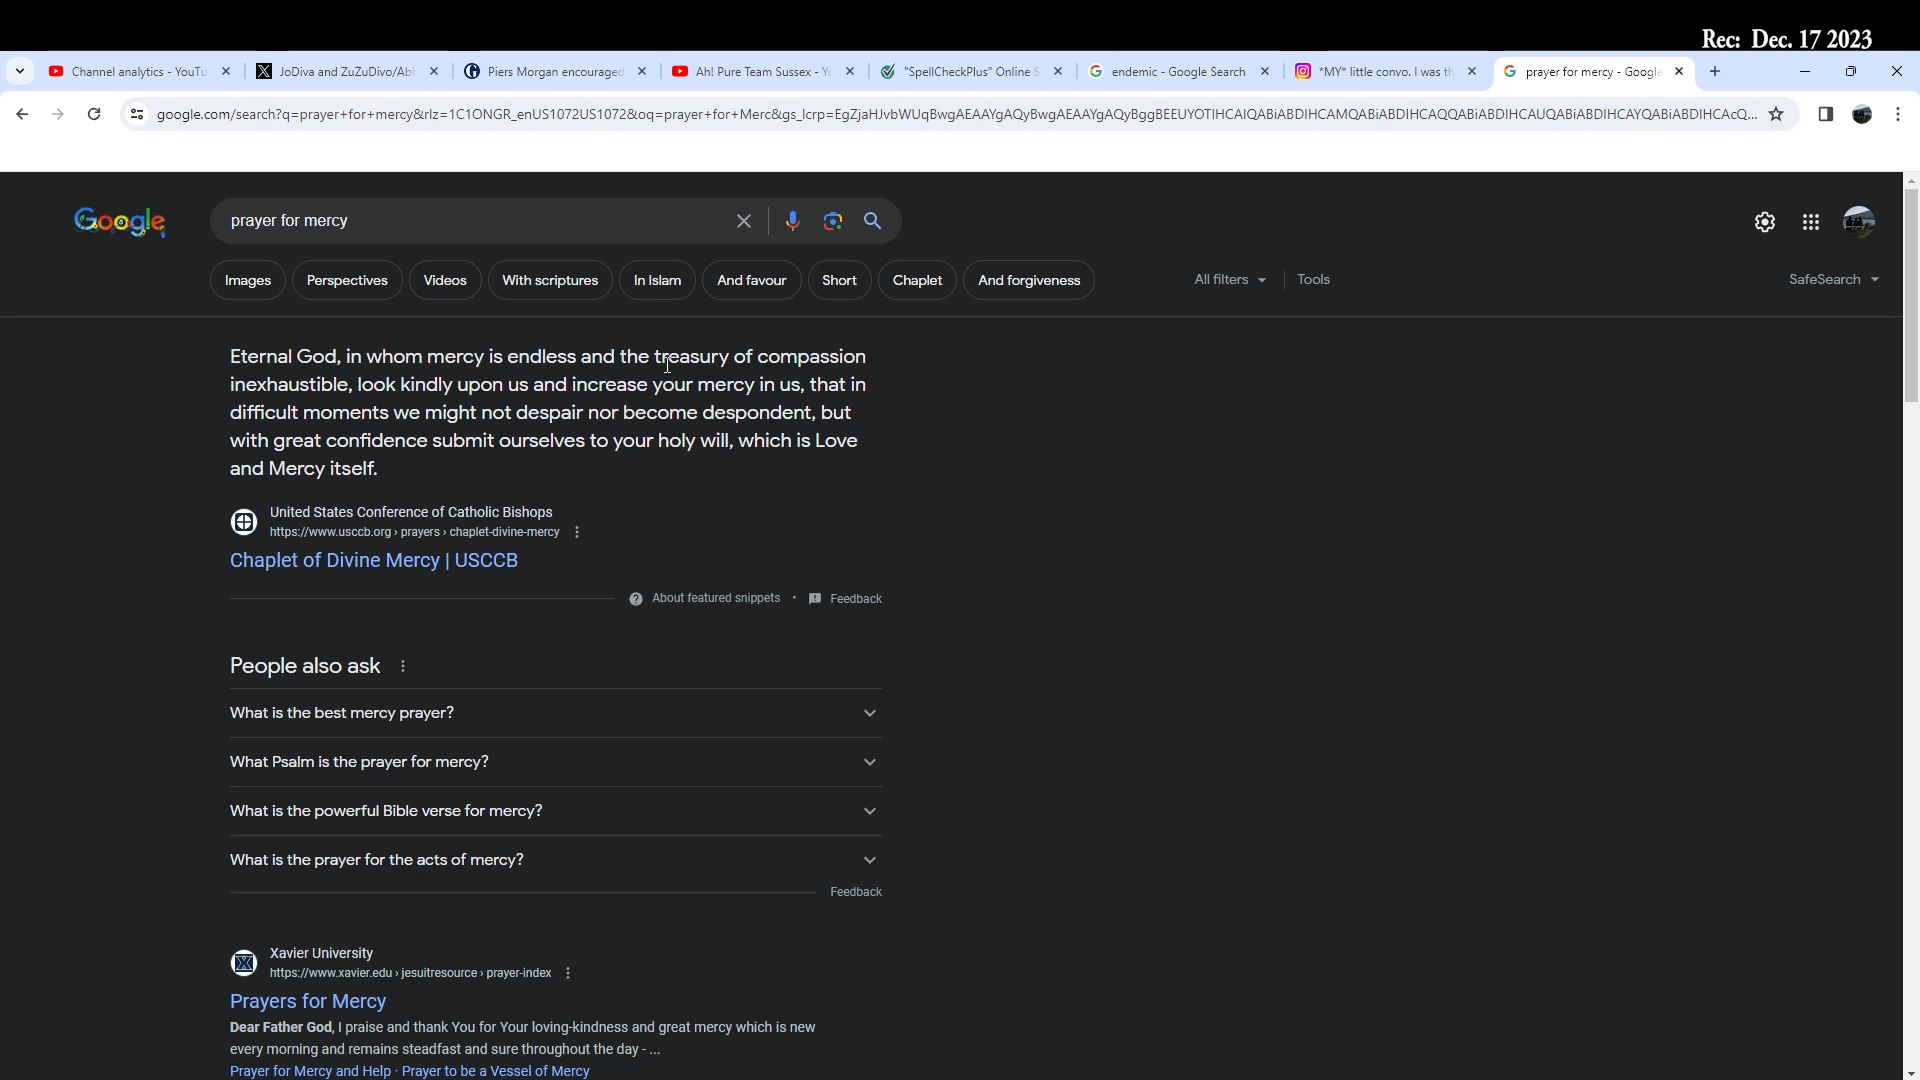 Rec: Dec. 17 2023
Channel analytics - YouTu
JoDiva and ZuZuDivo/Abl
Piers Morgan encouraged
Ah! Pure Team Sussex - Yo
"SpellCheckPlus" Online S
endemic - Google Search
*MY* little convo. I was th
prayer for mercy - Google
google.com/search?q=prayer+for+mercy&rlz=1C1ONGR_enUS1072US1072&oq=prayer+for+Merc&gs_lcrp=EgZjaHJvbWUqBwgAEAAYgAQyBwgAEAAYgAQyBggBEEUYOTIHCAIQABiABDIHCAMQABiABDIHCAQQABiABDIHCAUQABiABDIHCAYQABiABDIHCAcQ...
Google
prayer for mercy
Images
Perspectives
Videos
With scriptures
In Islam
And favour
Short
Chaplet
And forgiveness
All filters
Tools
SafeSearch
Eternal God, in whom mercy is endless and the treasury of compassion
inexhaustible, look kindly upon us and increase your mercy in us, that in
difficult moments we might not despair nor become despondent, but
with great confidence submit ourselves to your holy will, which is Love
and Mercy itself.
United States Conference of Catholic Bishops
https://www.usccb.org › prayers › chaplet-divine-mercy
Chaplet of Divine Mercy | USCCB
About featured snippets • Feedback
People also ask
What is the best mercy prayer?
What Psalm is the prayer for mercy?
What is the powerful Bible verse for mercy?
What is the prayer for the acts of mercy?
Feedback
Xavier University
https://www.xavier.edu › jesuitresource › prayer-index
Prayers for Mercy
Dear Father God, I praise and thank You for Your loving-kindness and great mercy which is new
every morning and remains steadfast and sure throughout the day - ...
Prayer for Mercy and Help · Prayer to be a Vessel of Mercy